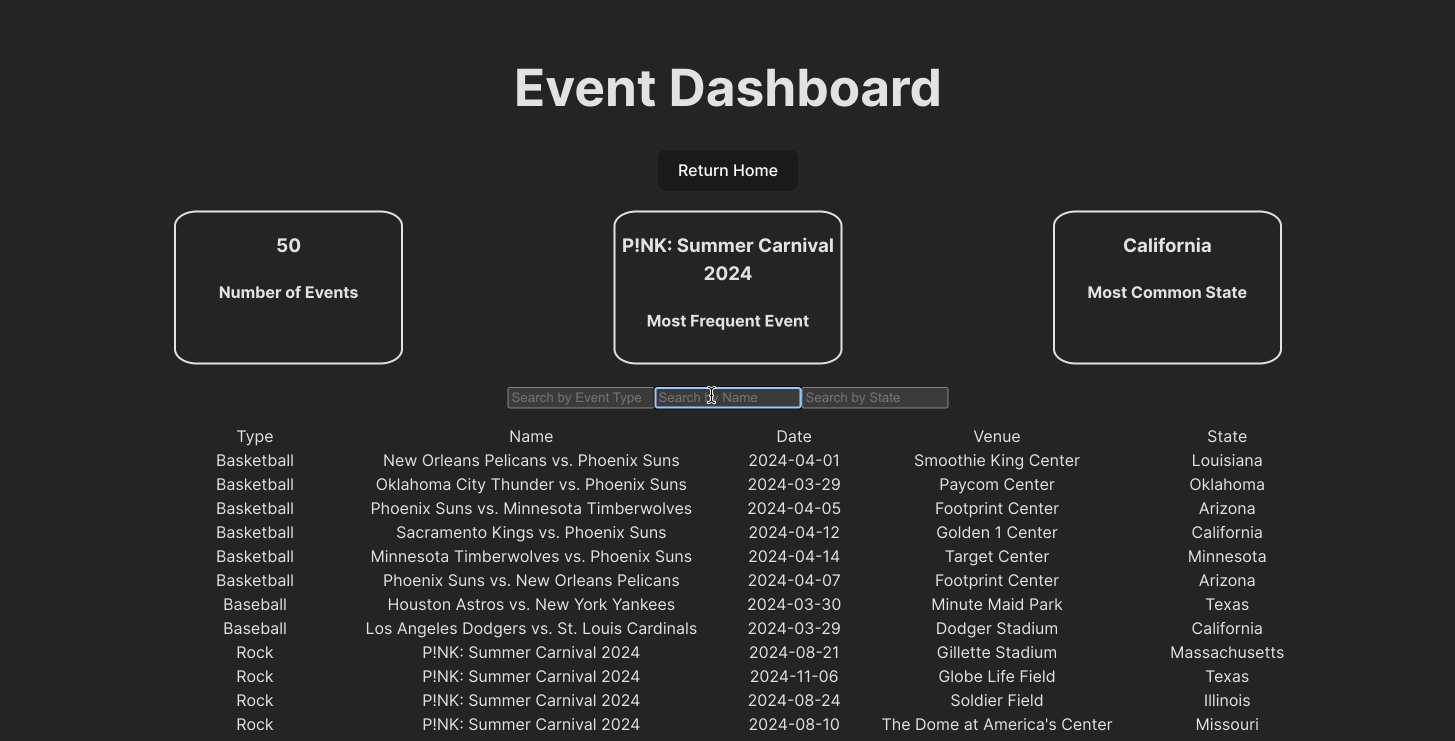 Event Dashboard
Return Home
50
Number of Events
P!NK: Summer Carnival
2024
Most Frequent Event
California
Most Common State
Search by Event Type Search by Name Search by State
Type Name Date Venue State
Basketball New Orleans Pelicans vs. Phoenix Suns 2024-04-01 Smoothie King Center Louisiana
Basketball Oklahoma City Thunder vs. Phoenix Suns 2024-03-29 Paycom Center Oklahoma
Basketball Phoenix Suns vs. Minnesota Timberwolves 2024-04-05 Footprint Center Arizona
Basketball Sacramento Kings vs. Phoenix Suns 2024-04-12 Golden 1 Center California
Basketball Minnesota Timberwolves vs. Phoenix Suns 2024-04-14 Target Center Minnesota
Basketball Phoenix Suns vs. New Orleans Pelicans 2024-04-07 Footprint Center Arizona
Baseball Houston Astros vs. New York Yankees 2024-03-30 Minute Maid Park Texas
Baseball Los Angeles Dodgers vs. St. Louis Cardinals 2024-03-29 Dodger Stadium California
Rock P!NK: Summer Carnival 2024 2024-08-21 Gillette Stadium Massachusetts
Rock P!NK: Summer Carnival 2024 2024-11-06 Globe Life Field Texas
Rock P!NK: Summer Carnival 2024 2024-08-24 Soldier Field Illinois
Rock P!NK: Summer Carnival 2024 2024-08-10 The Dome at America's Center Missouri